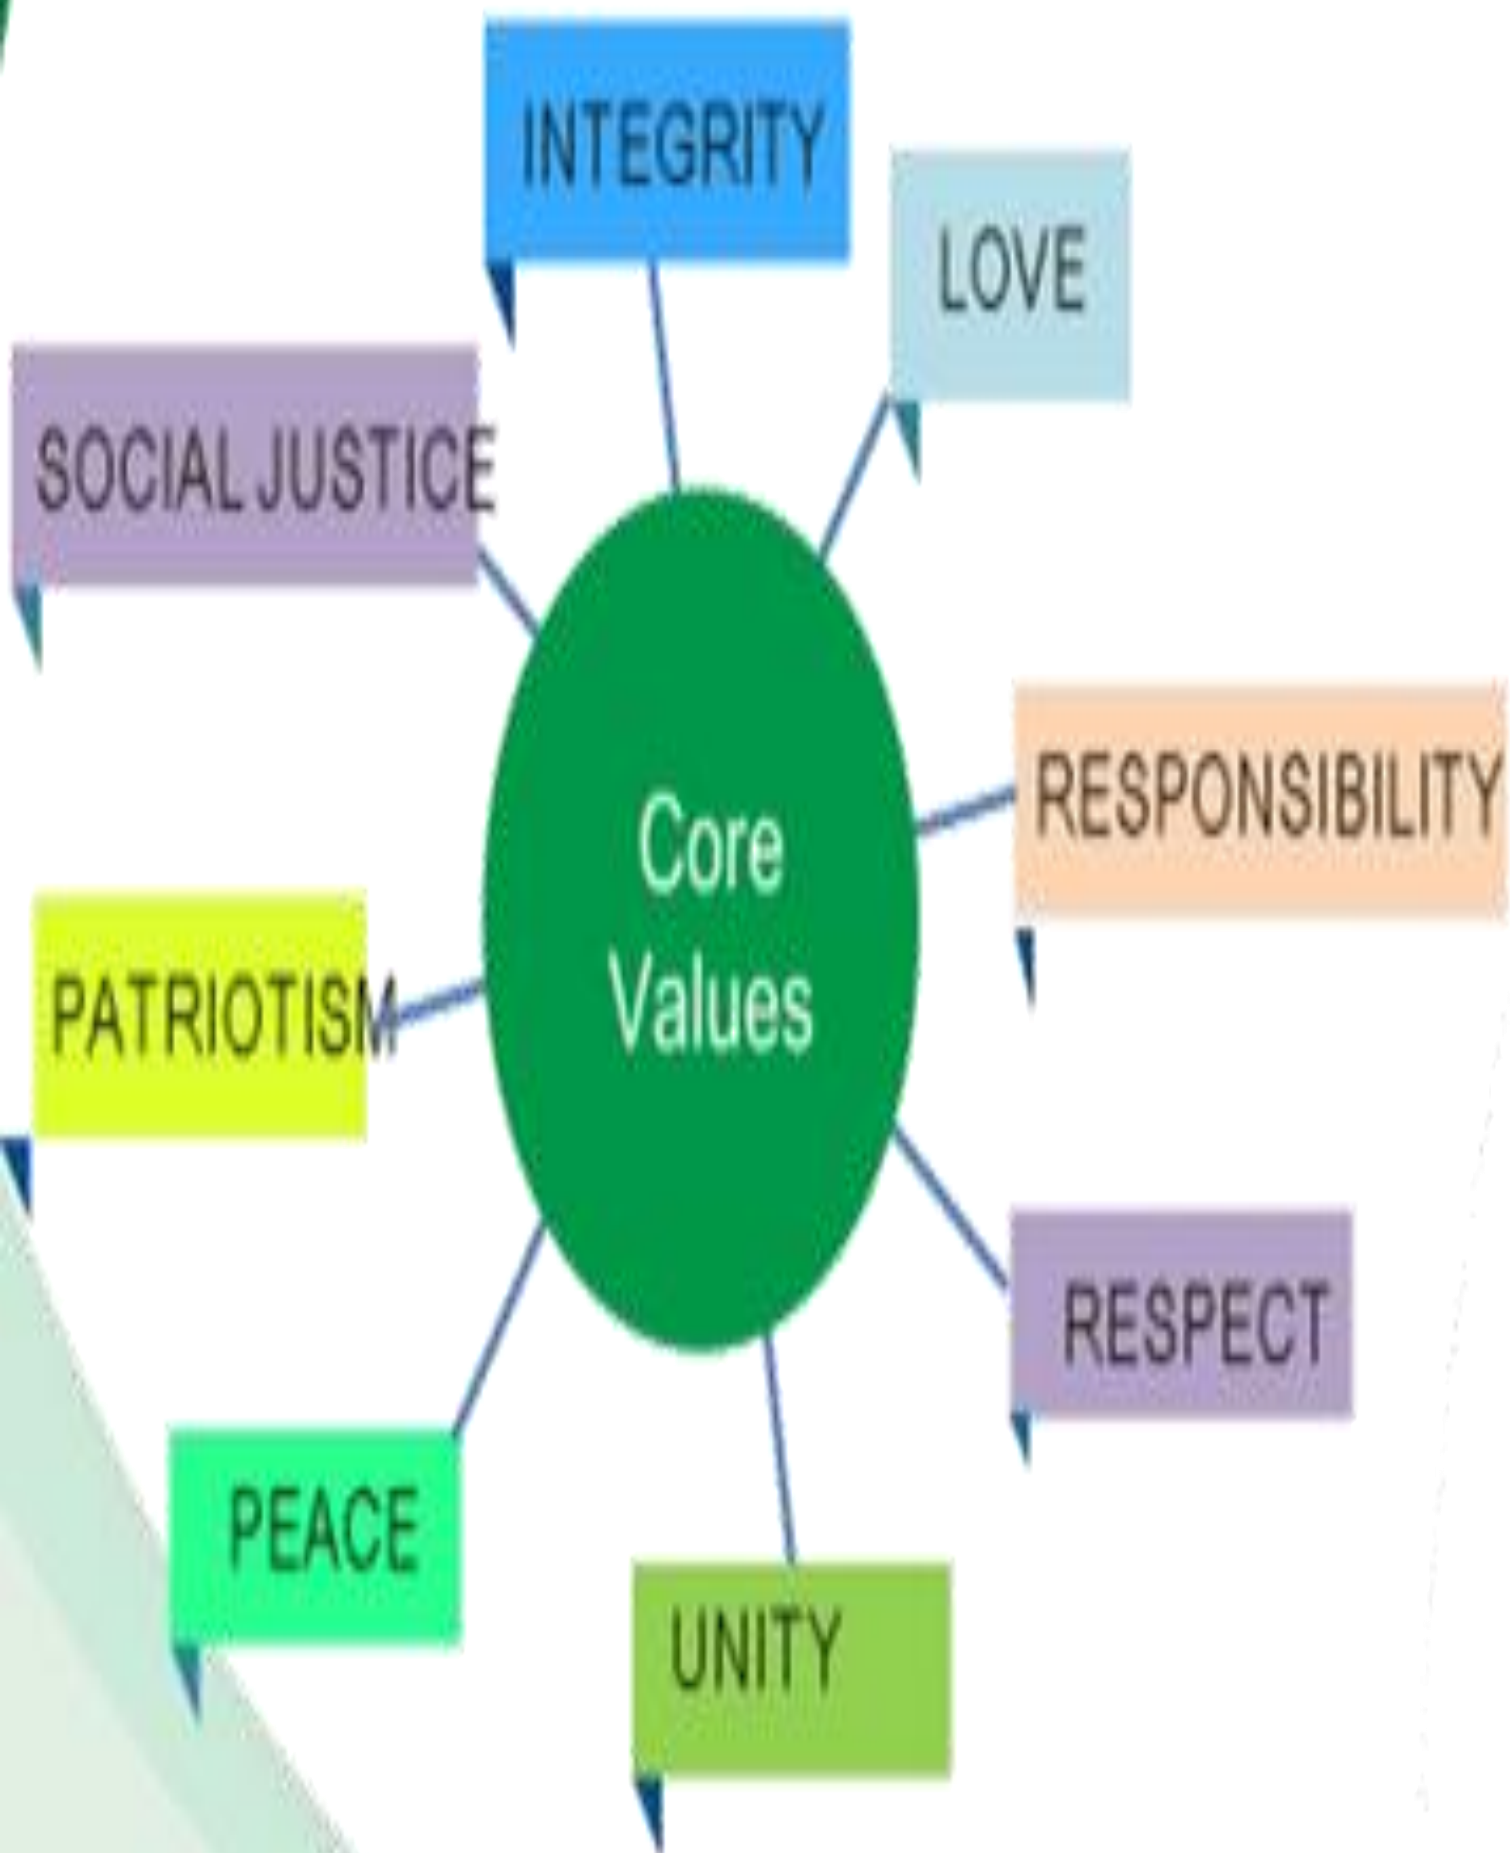 INTEGRITY
LOVE
SOCIAL JUSTICE
RESPONSIBILITY
Core
Values
PATRIOTISM
RESPECT
PEACE
UNITY